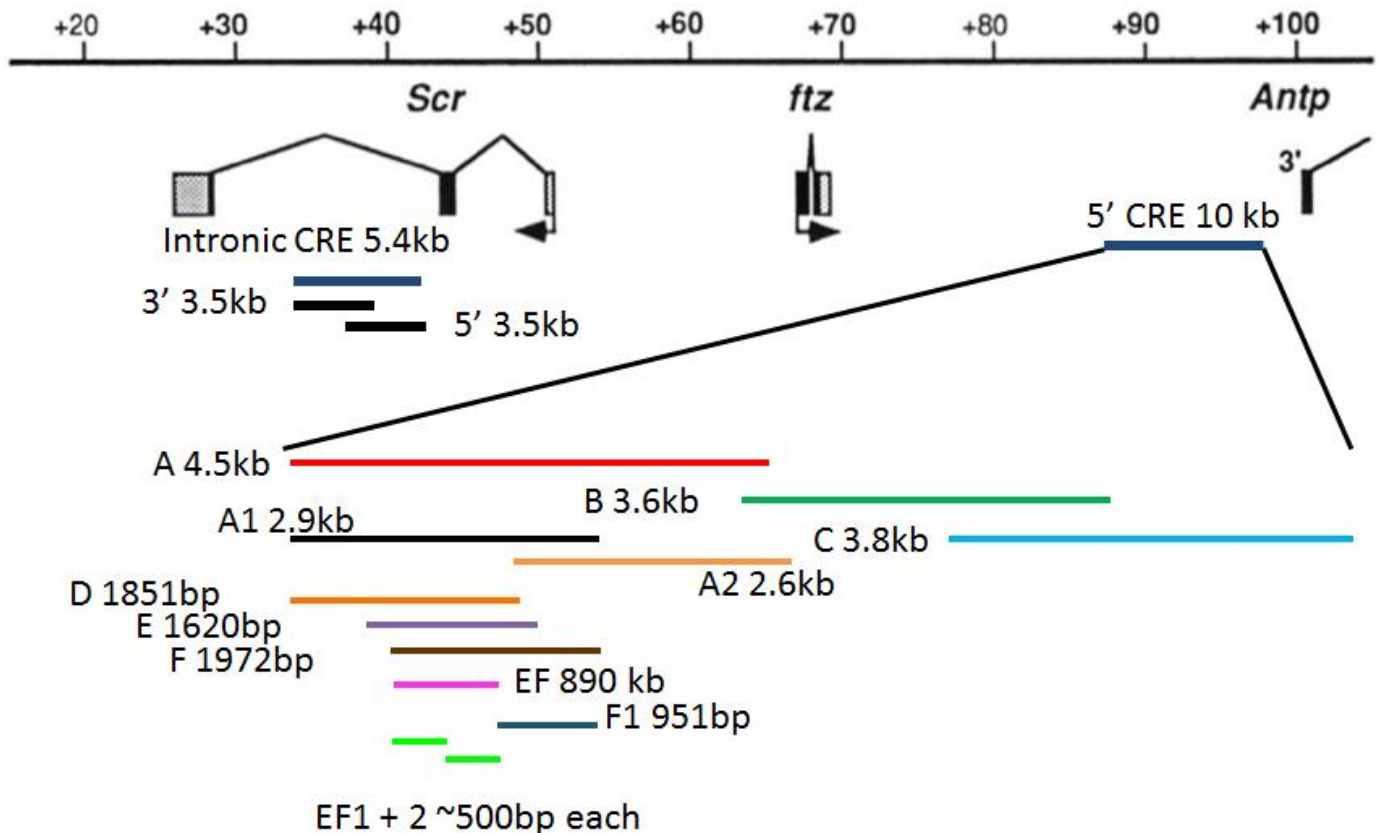 +20 +30 +40 +50 +60 +70 +80 +90 +100
Scr ftz Antp
3'
5’ CRE 10 kb
Intronic CRE 5.4kb
3’ 3.5kb
5’ 3.5kb
A 4.5kb
B 3.6kb
A1 2.9kb
C 3.8kb
A2 2.6kb
D 1851bp
E 1620bp
F 1972bp
EF 890 kb
F1 951bp
EF1 + 2 ~500bp each